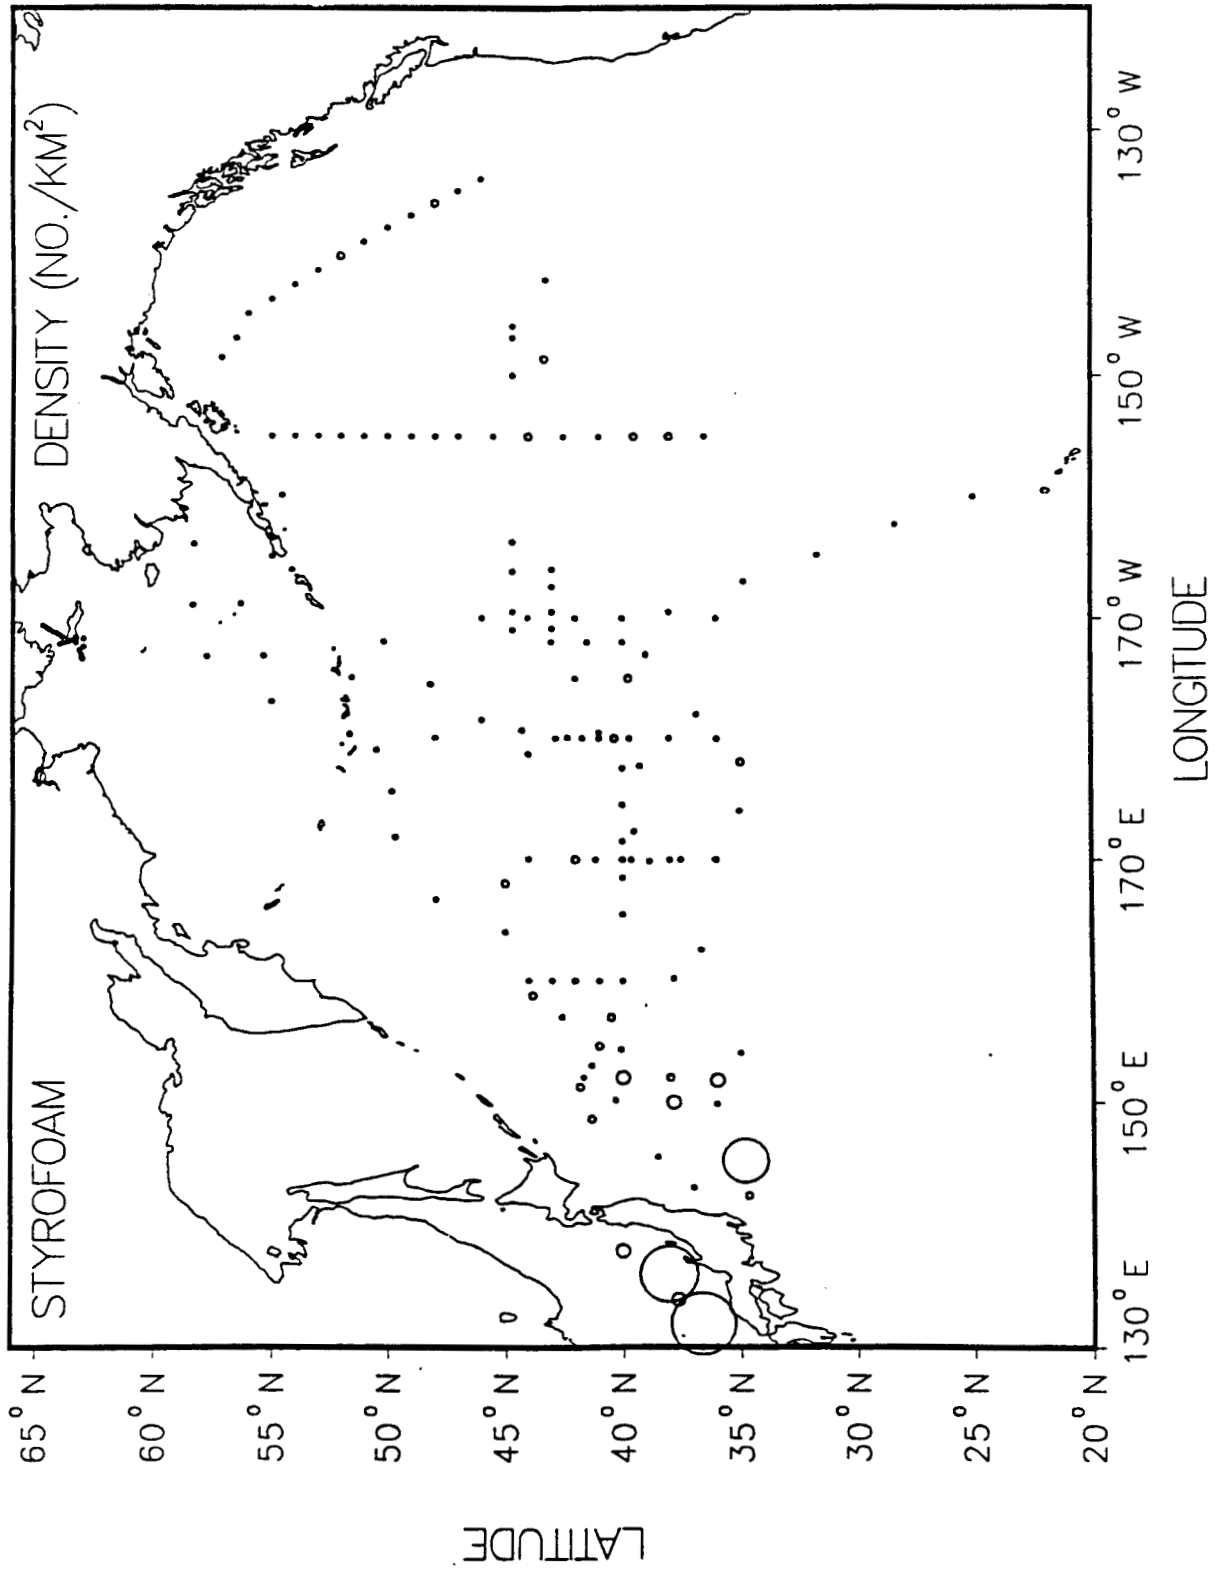 STYROFOAM
DENSITY (NO./KM²)
65° N
60° N
55° N
50° N
45° N
40° N
35° N
30° N
25° N
20° N
LATITUDE
130° E
150° E
170° E
170° W
150° W
130° W
LONGITUDE